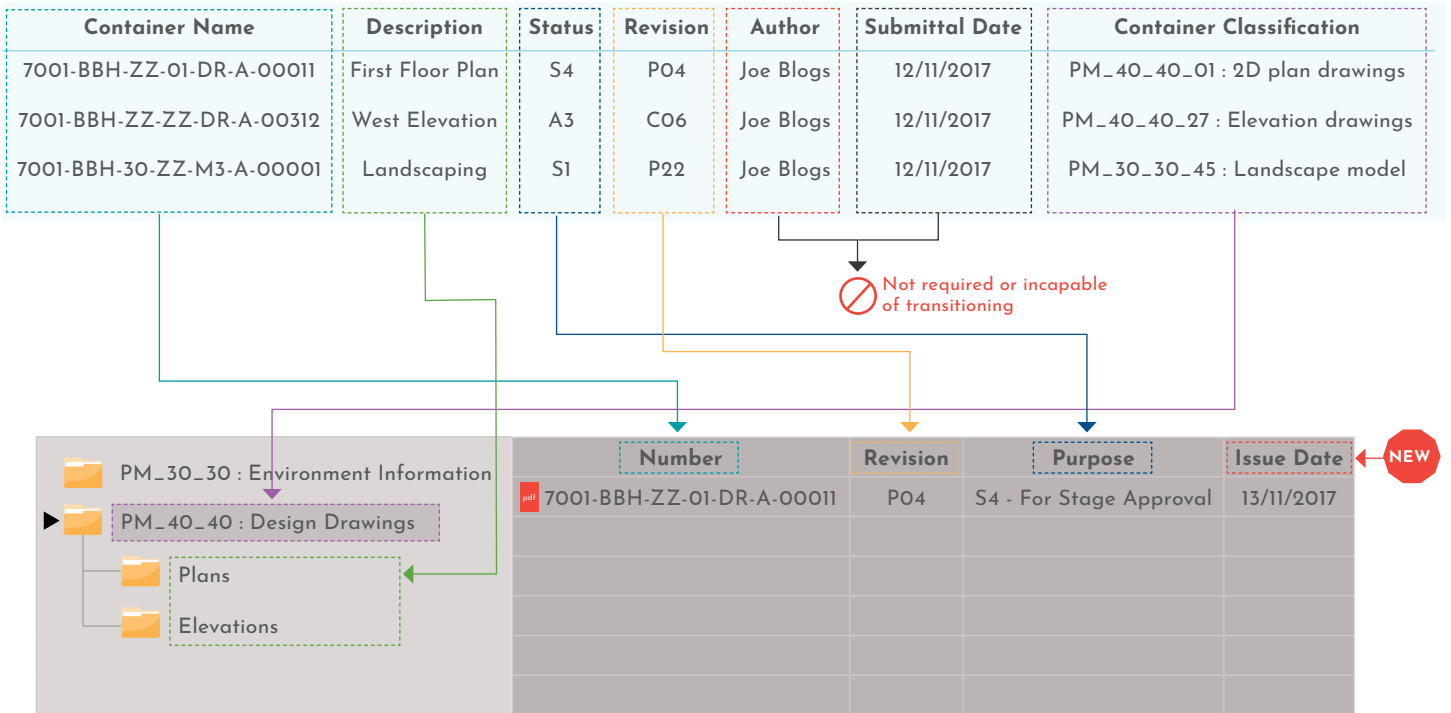 Container Name Description Status Revision Author Submittal Date Container Classification
7001-BBH-ZZ-01-DR-A-00011 First Floor Plan S4 P04 Joe Blogs 12/11/2017 PM_40_40_01 : 2D plan drawings
7001-BBH-ZZ-ZZ-DR-A-00312 West Elevation A3 C06 Joe Blogs 12/11/2017 PM_40_40_27 : Elevation drawings
7001-BBH-30-ZZ-M3-A-00001 Landscaping S1 P22 Joe Blogs 12/11/2017 PM_30_30_45 : Landscape model
Not required or incapable
of transitioning
Number Revision Purpose Issue Date NEW
PM_30_30 : Environment Information
pdf 7001-BBH-ZZ-01-DR-A-00011 P04 S4 - For Stage Approval 13/11/2017
PM_40_40 : Design Drawings
Plans
Elevations